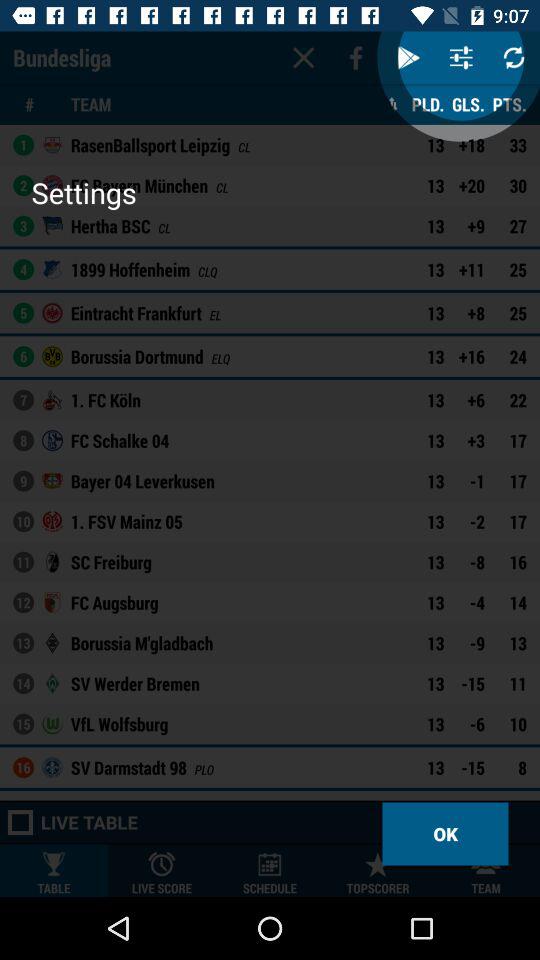 9:07
Bundesliga
# TEAM PLD. GLS. PTS.
1 RasenBallsport Leipzig CL 13 +18 33
2 FC Bayern München CL 13 +20 30
Settings
3 Hertha BSC CL 13 +9 27
4 1899 Hoffenheim CLQ 13 +11 25
5 Eintracht Frankfurt EL 13 +8 25
6 Borussia Dortmund ELQ 13 +16 24
7 1. FC Köln 13 +6 22
8 FC Schalke 04 13 +3 17
9 Bayer 04 Leverkusen 13 -1 17
10 1. FSV Mainz 05 13 -2 17
11 SC Freiburg 13 -8 16
12 FC Augsburg 13 -4 14
13 Borussia M'gladbach 13 -9 13
14 SV Werder Bremen 13 -15 11
15 VfL Wolfsburg 13 -6 10
16 SV Darmstadt 98 PLO 13 -15 8
LIVE TABLE
OK
TABLE LIVE SCORE SCHEDULE TOPSCORER TEAM